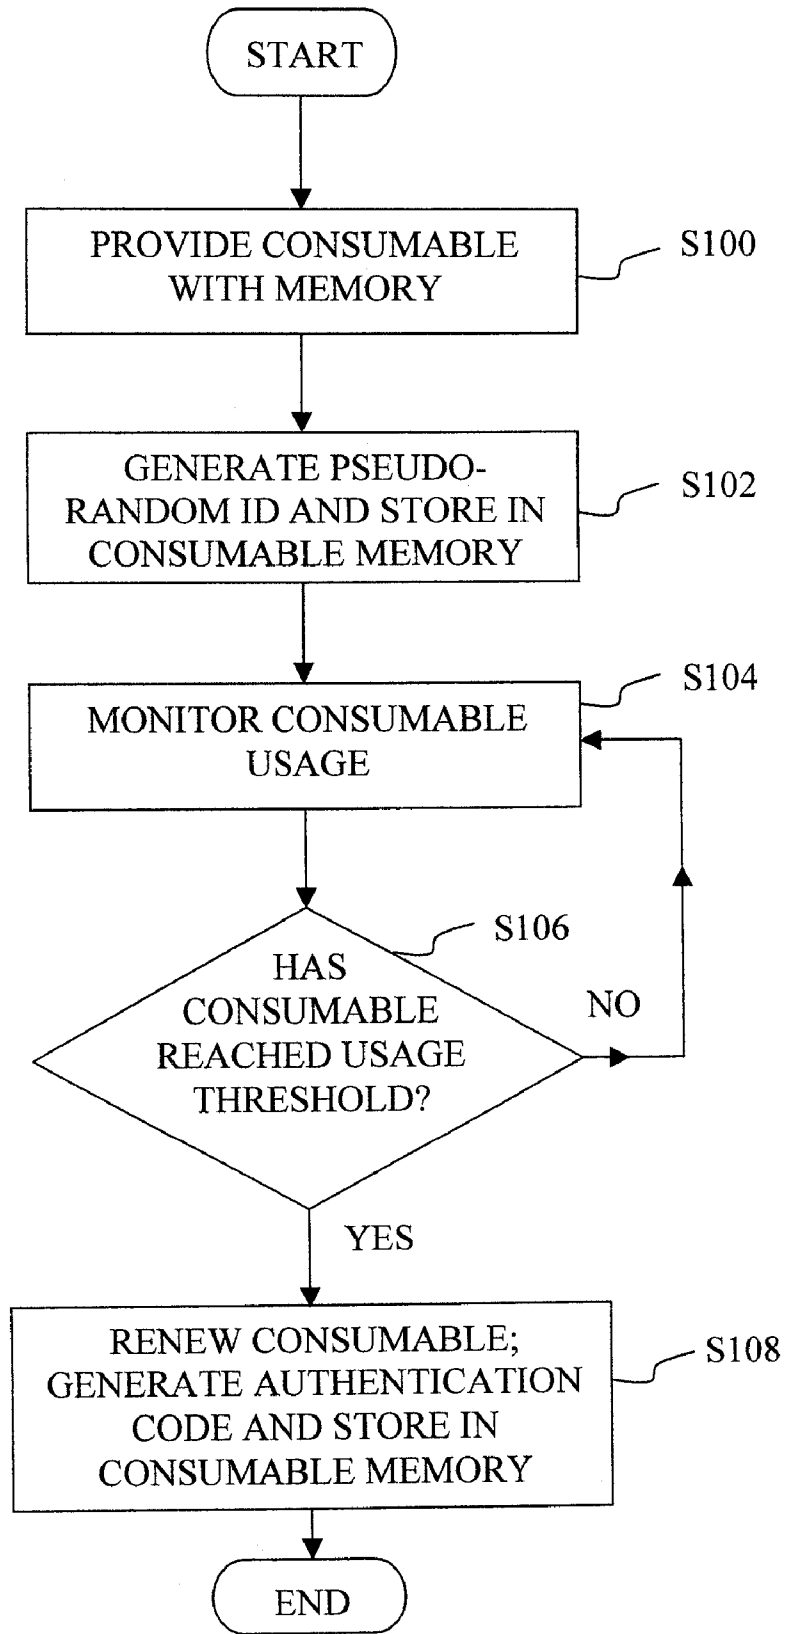 START
PROVIDE CONSUMABLE
WITH MEMORY
S100
GENERATE PSEUDO-
RANDOM ID AND STORE IN
CONSUMABLE MEMORY
S102
MONITOR CONSUMABLE
USAGE
S104
HAS
CONSUMABLE
REACHED USAGE
THRESHOLD?
S106
NO
YES
RENEW CONSUMABLE;
GENERATE AUTHENTICATION
CODE AND STORE IN
CONSUMABLE MEMORY
S108
END